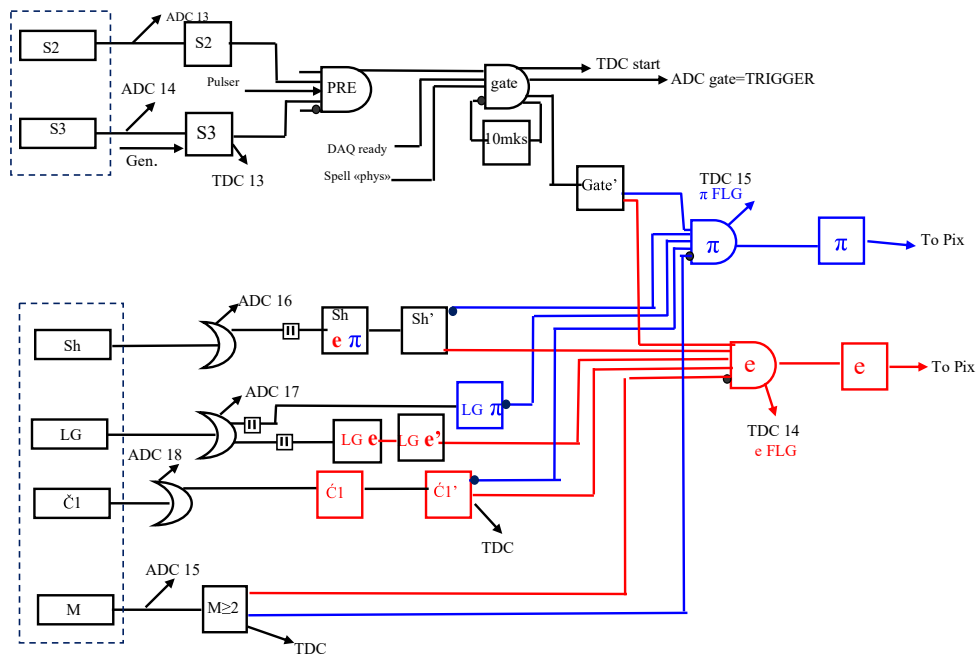 ADC 13
S2
S2
TDC start
Pulser
PRE
gate
ADC gate=TRIGGER
ADC 14
S3
S3
10mks
Gen.
DAQ ready
TDC 13
Spell «phys»
Gate’
TDC 15
π FLG
π
π
To Pix
ADC 16
Sh
Sh
e π
Sh’
e
e
To Pix
ADC 17
LG π
LG
LG e
LG e’
TDC 14
e FLG
ADC 18
Č1
Ć1
Ć1’
TDC
ADC 15
M
M≥2
TDC